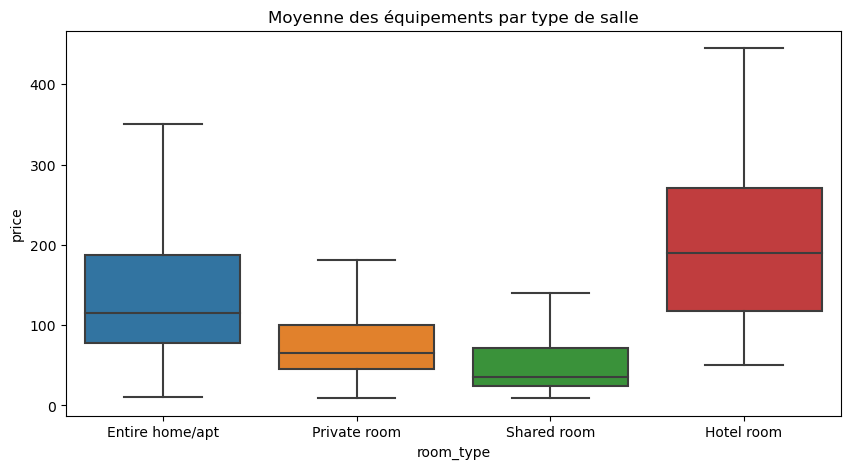 Moyenne des équipements par type de salle
400
300
200
100
0
price
Entire home/apt
Private room
Shared room
Hotel room
room_type